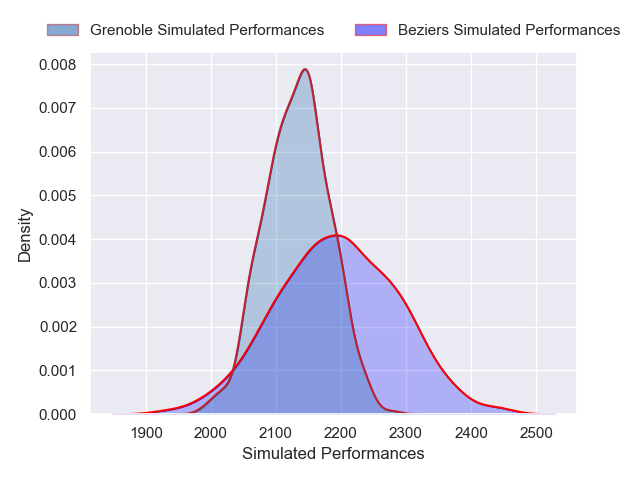 Grenoble Simulated Performances Beziers Simulated Performances
0.008
0.007
0.006
0.005
0.004
0.003
0.002
0.001
0.000
Density
1900 2000 2100 2200 2300 2400 2500
Simulated Performances